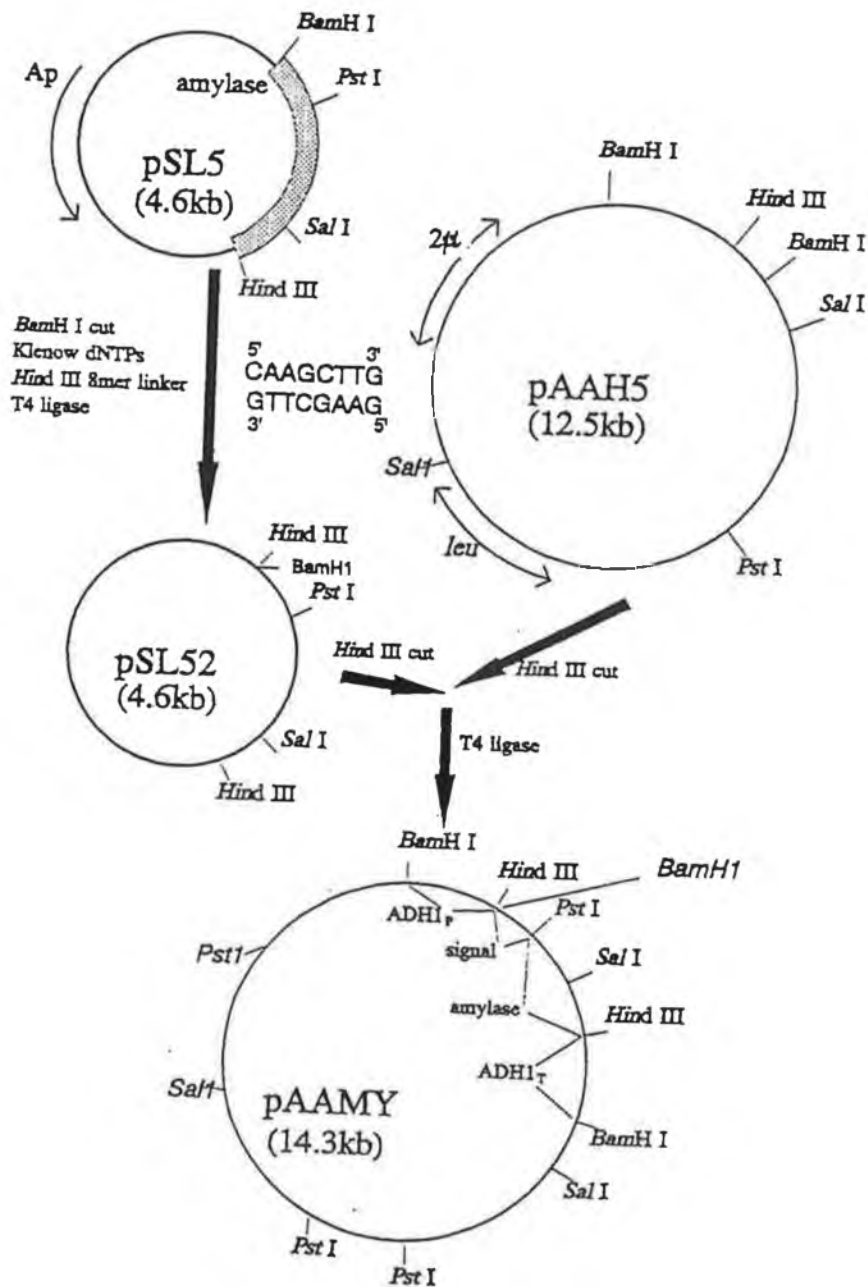 BamH I
Ap
amylase
Pst I
pSL5
(4.6kb)
Sal I
Hind III
BamH I
Hind III
BamH I
Sal I
2µ
pAAH5
(12.5kb)
Sal1
leu
Pst I
BamH I cut
Klenow dNTPs
Hind III 8mer linker
T4 ligase
5' 3'
CAAGCTTG
GTTCGAAG
3' 5'
Hind III
BamH1
Pst I
pSL52
(4.6kb)
Sal I
Hind III
Hind III cut
Hind III cut
T4 ligase
BamH I
Hind III
BamH1
ADH1P
Pst I
signal
Pst1
Sal I
amylase
Hind III
ADH1T
Sal1
pAAMY
(14.3kb)
BamH I
Sal I
Pst I
Pst I